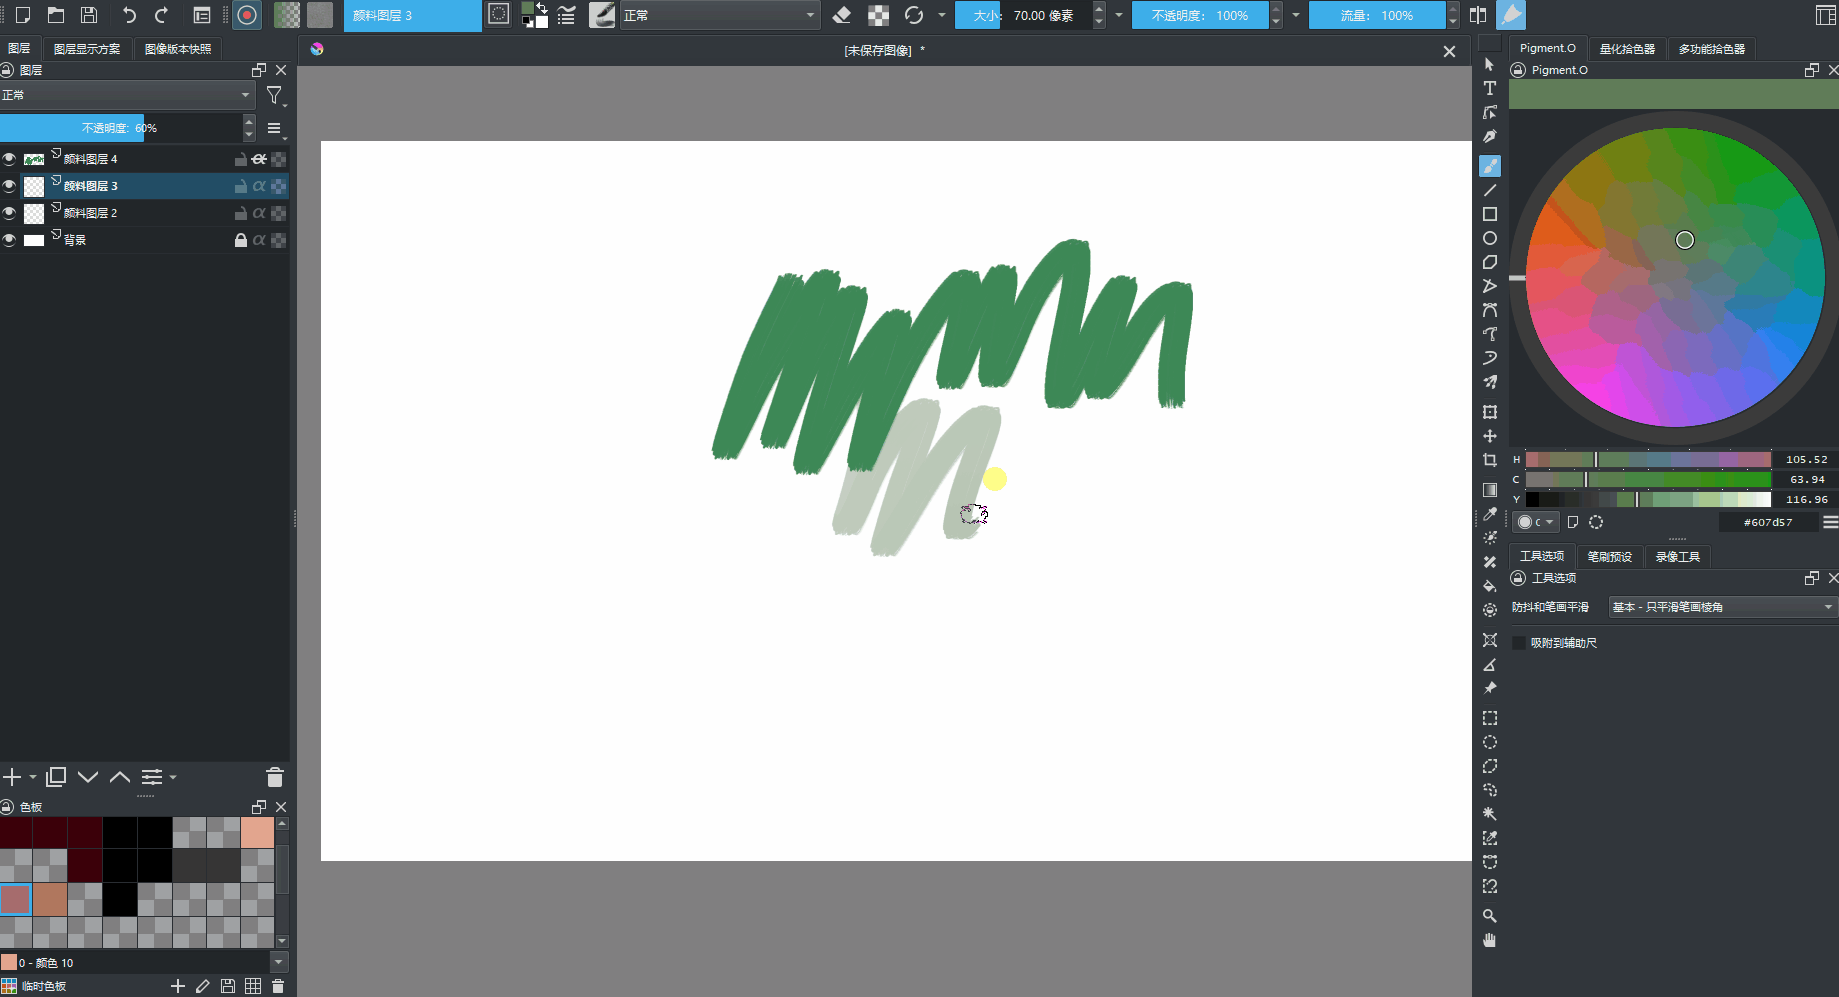 颜料图层 3
正常
大小: 70.00 像素
不透明度: 100%
流量: 100%
图层
图层显示方案
图像版本快照
[未保存图像] *
Pigment.O
量化拾色器
多功能拾色器
图层
Pigment.O
正常
不透明度: 60%
颜料图层 4
颜料图层 3
颜料图层 2
背景
H 105.52
C 63.94
Y 116.96
C
#607d57
工具选项
笔刷预设
录像工具
工具选项
防抖和笔画平滑
基本 - 只平滑笔画棱角
吸附到辅助尺
色板
0 - 颜色 10
临时色板